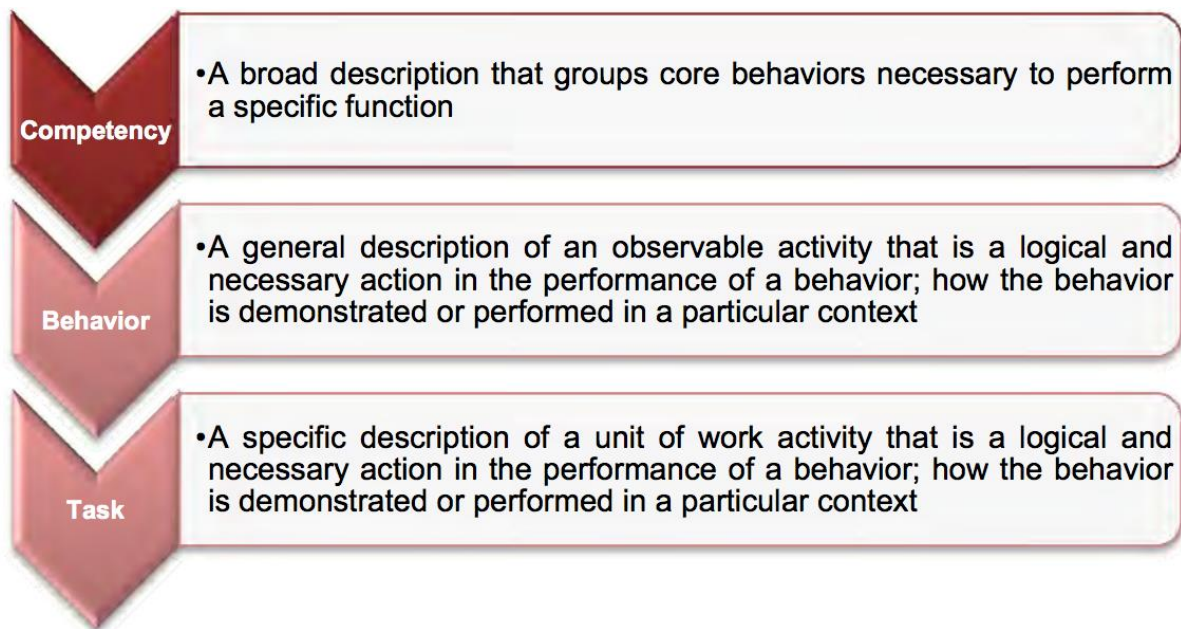 Competency
•A broad description that groups core behaviors necessary to perform
a specific function
Behavior
•A general description of an observable activity that is a logical and
necessary action in the performance of a behavior; how the behavior
is demonstrated or performed in a particular context
Task
•A specific description of a unit of work activity that is a logical and
necessary action in the performance of a behavior; how the behavior
is demonstrated or performed in a particular context